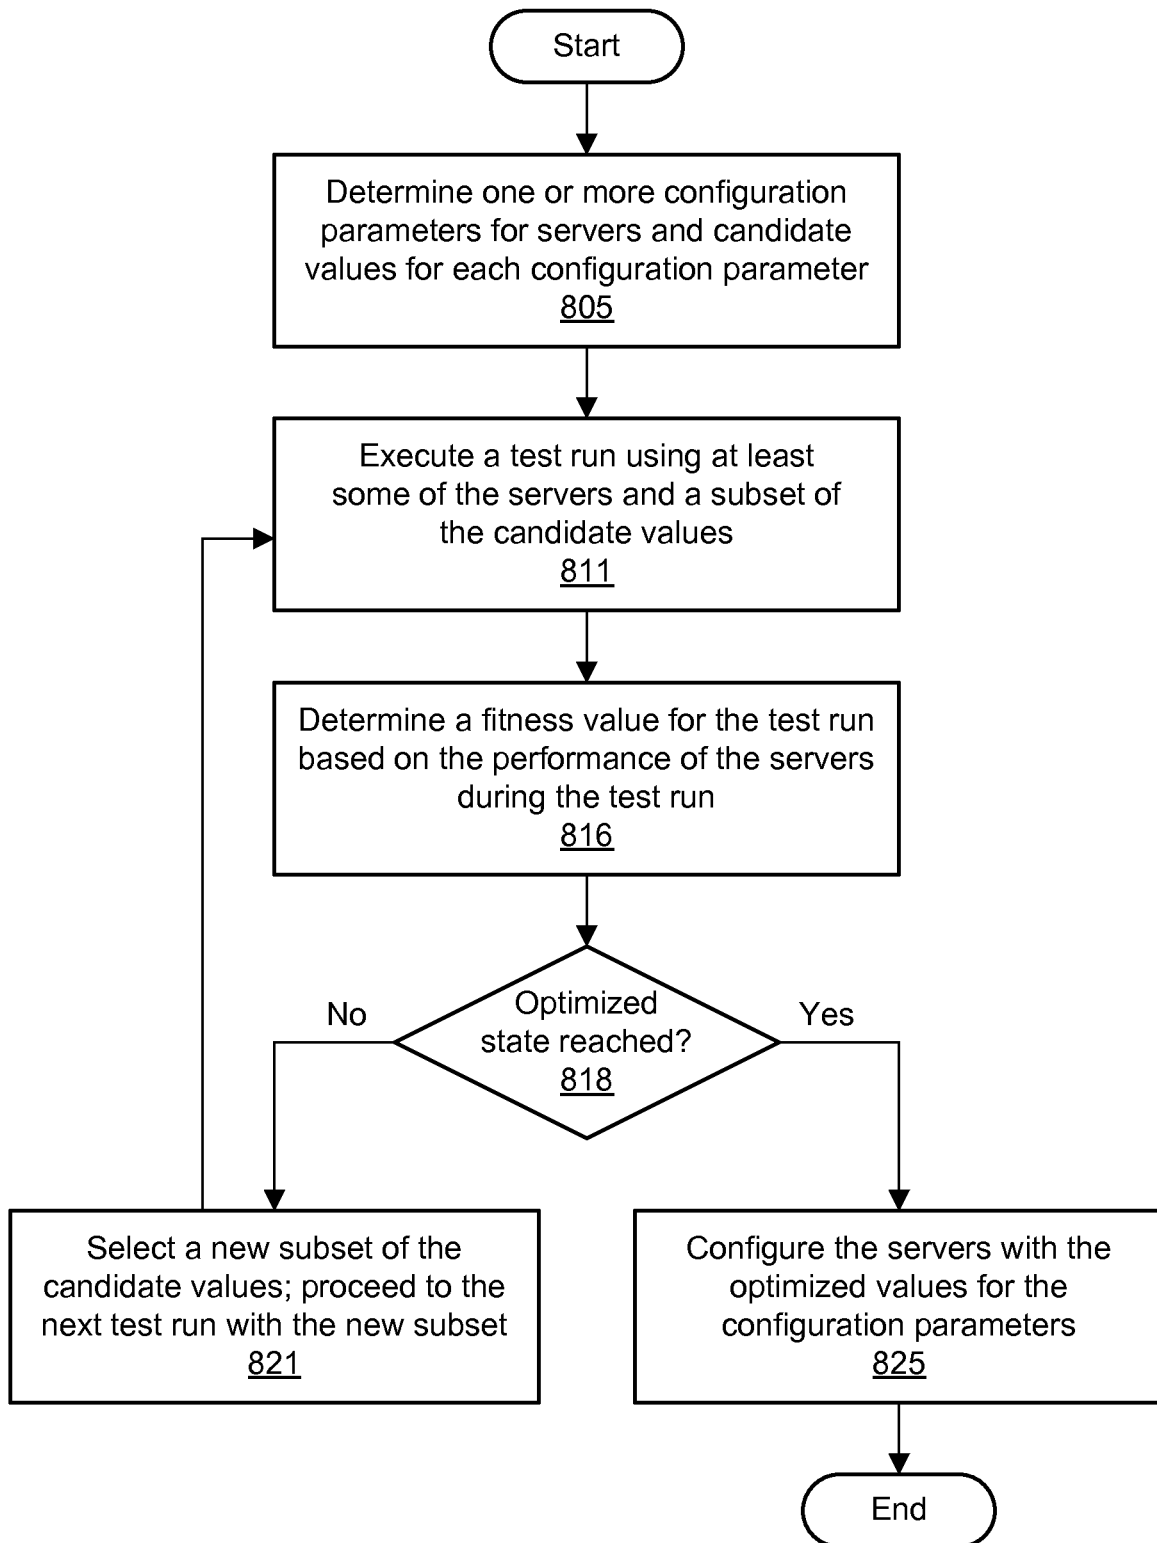 Start
Determine one or more configuration
parameters for servers and candidate
values for each configuration parameter
805
Execute a test run using at least
some of the servers and a subset of
the candidate values
811
Determine a fitness value for the test run
based on the performance of the servers
during the test run
816
Optimized
state reached?
818
No
Yes
Select a new subset of the
candidate values; proceed to the
next test run with the new subset
821
Configure the servers with the
optimized values for the
configuration parameters
825
End